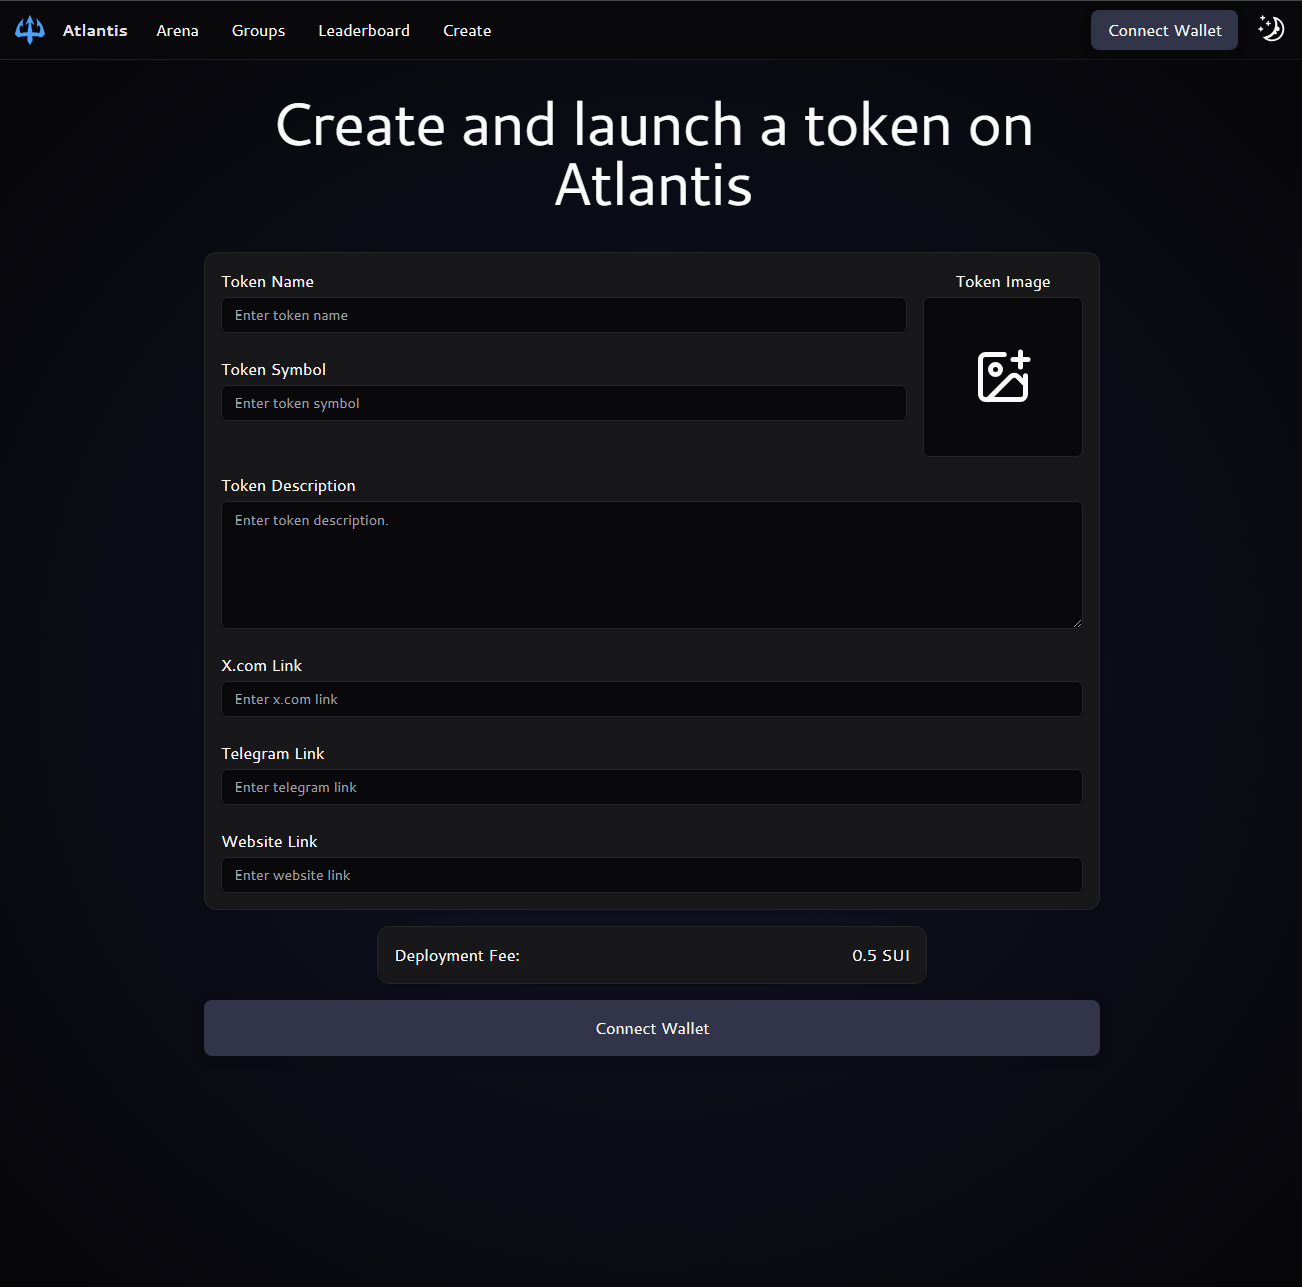 Atlantis
Arena
Groups
Leaderboard
Create
Connect Wallet
Create and launch a token on
Atlantis
Token Name
Enter token name
Token Image
Token Symbol
Enter token symbol
Token Description
Enter token description.
X.com Link
Enter x.com link
Telegram Link
Enter telegram link
Website Link
Enter website link
Deployment Fee: 0.5 SUI
Connect Wallet